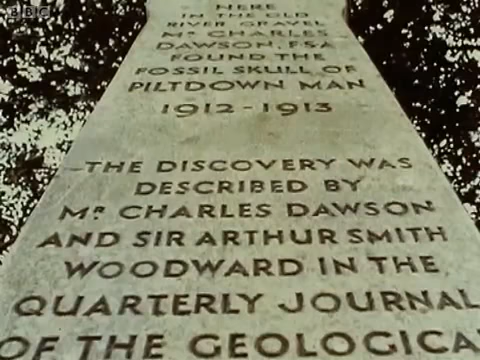 BBC
HERE
IN THE OLD
RIVER GRAVEL
MR CHARLES
DAWSON, FSA
FOUND THE
FOSSIL SKULL OF
PILTDOWN MAN
1912-1913
THE DISCOVERY WAS
DESCRIBED BY
MR CHARLES DAWSON
AND SIR ARTHUR SMITH
WOODWARD IN THE
QUARTERLY JOURNAL
OF THE GEOLOGICA